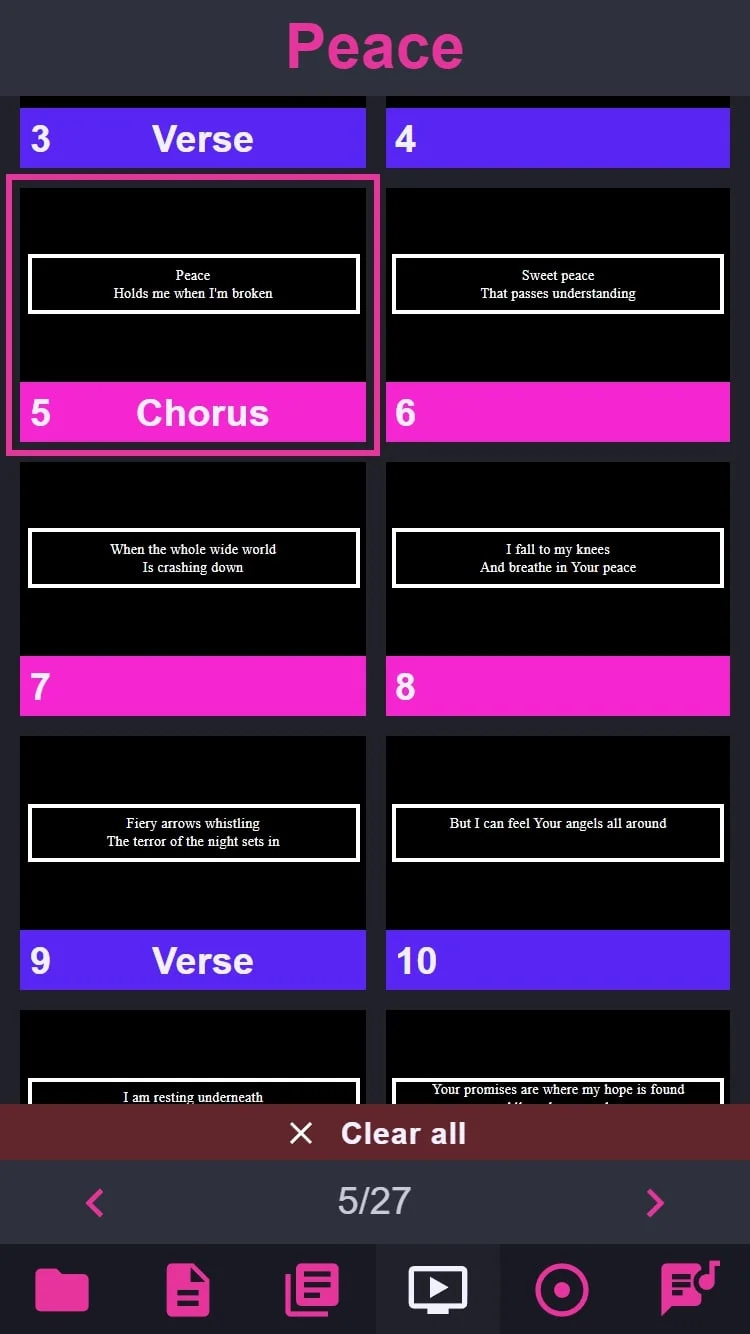 Peace
3 Verse
4
Peace
Holds me when I'm broken
5 Chorus
Sweet peace
That passes understanding
6
When the whole wide world
Is crashing down
7
I fall to my knees
And breathe in Your peace
8
Fiery arrows whistling
The terror of the night sets in
9 Verse
But I can feel Your angels all around
10
I am resting underneath
Your promises are where my hope is found
Clear all
5/27